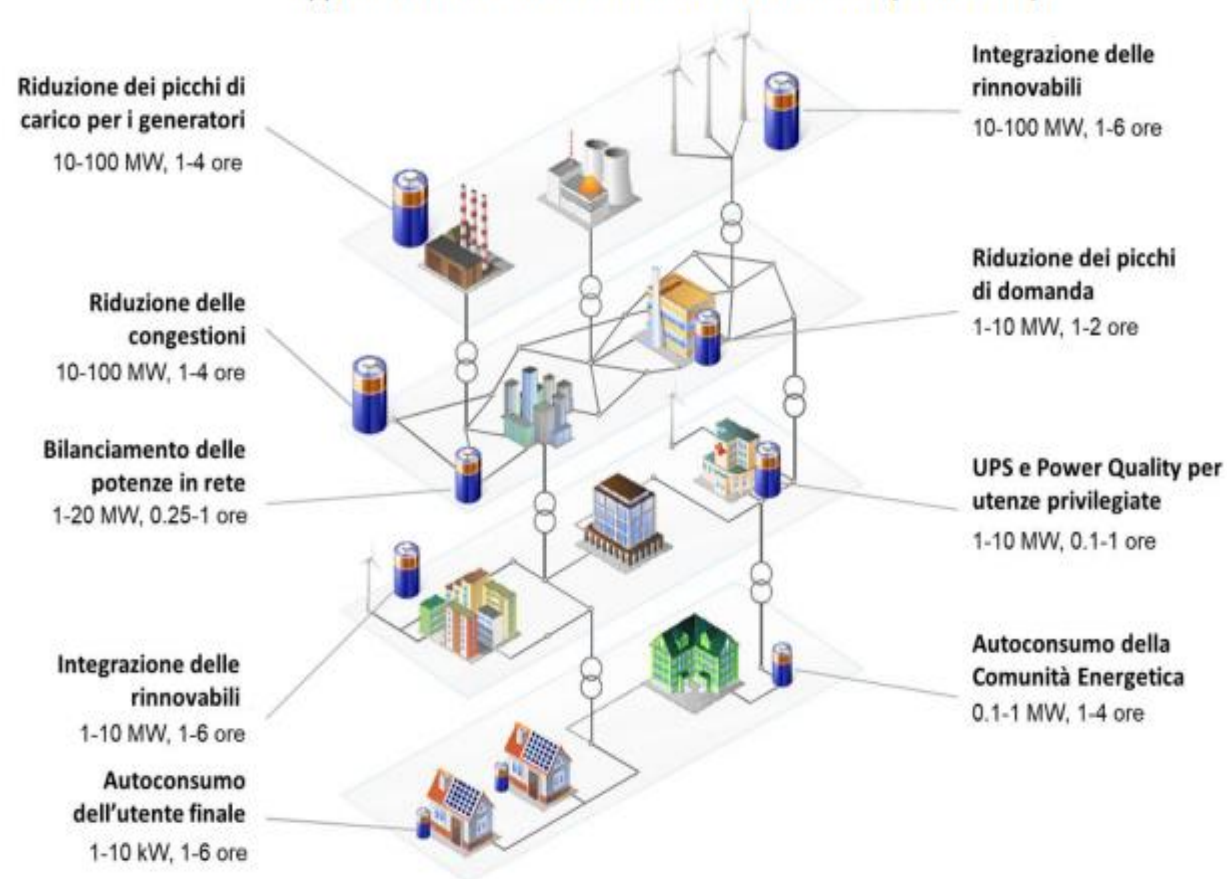 Riduzione dei picchi di
carico per i generatori
10-100 MW, 1-4 ore
Riduzione delle
congestioni
10-100 MW, 1-4 ore
Bilanciamento delle
potenze in rete
1-20 MW, 0.25-1 ore
Integrazione delle
rinnovabili
1-10 MW, 1-6 ore
Autoconsumo
dell'utente finale
1-10 kW, 1-6 ore
Integrazione delle
rinnovabili
10-100 MW, 1-6 ore
Riduzione dei picchi
di domanda
1-10 MW, 1-2 ore
UPS e Power Quality per
utenze privilegiate
1-10 MW, 0.1-1 ore
Autoconsumo della
Comunità Energetica
0.1-1 MW, 1-4 ore